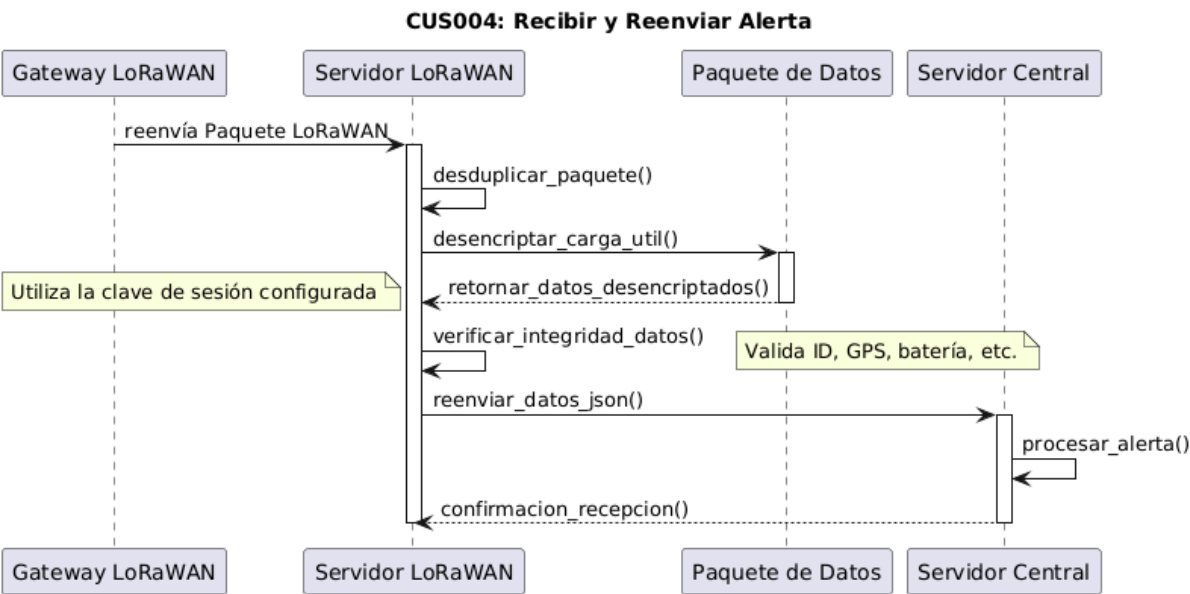 CUS004: Recibir y Reenviar Alerta
Gateway LoRaWAN
Servidor LoRaWAN
Paquete de Datos
Servidor Central
reenvía Paquete LoRaWAN
desduplicar_paquete()
desencriptar_carga_util()
Utiliza la clave de sesión configurada
retornar_datos_desencriptados()
verificar_integridad_datos()
Valida ID, GPS, batería, etc.
reenviar_datos_json()
procesar_alerta()
confirmacion_recepcion()
Gateway LoRaWAN
Servidor LoRaWAN
Paquete de Datos
Servidor Central